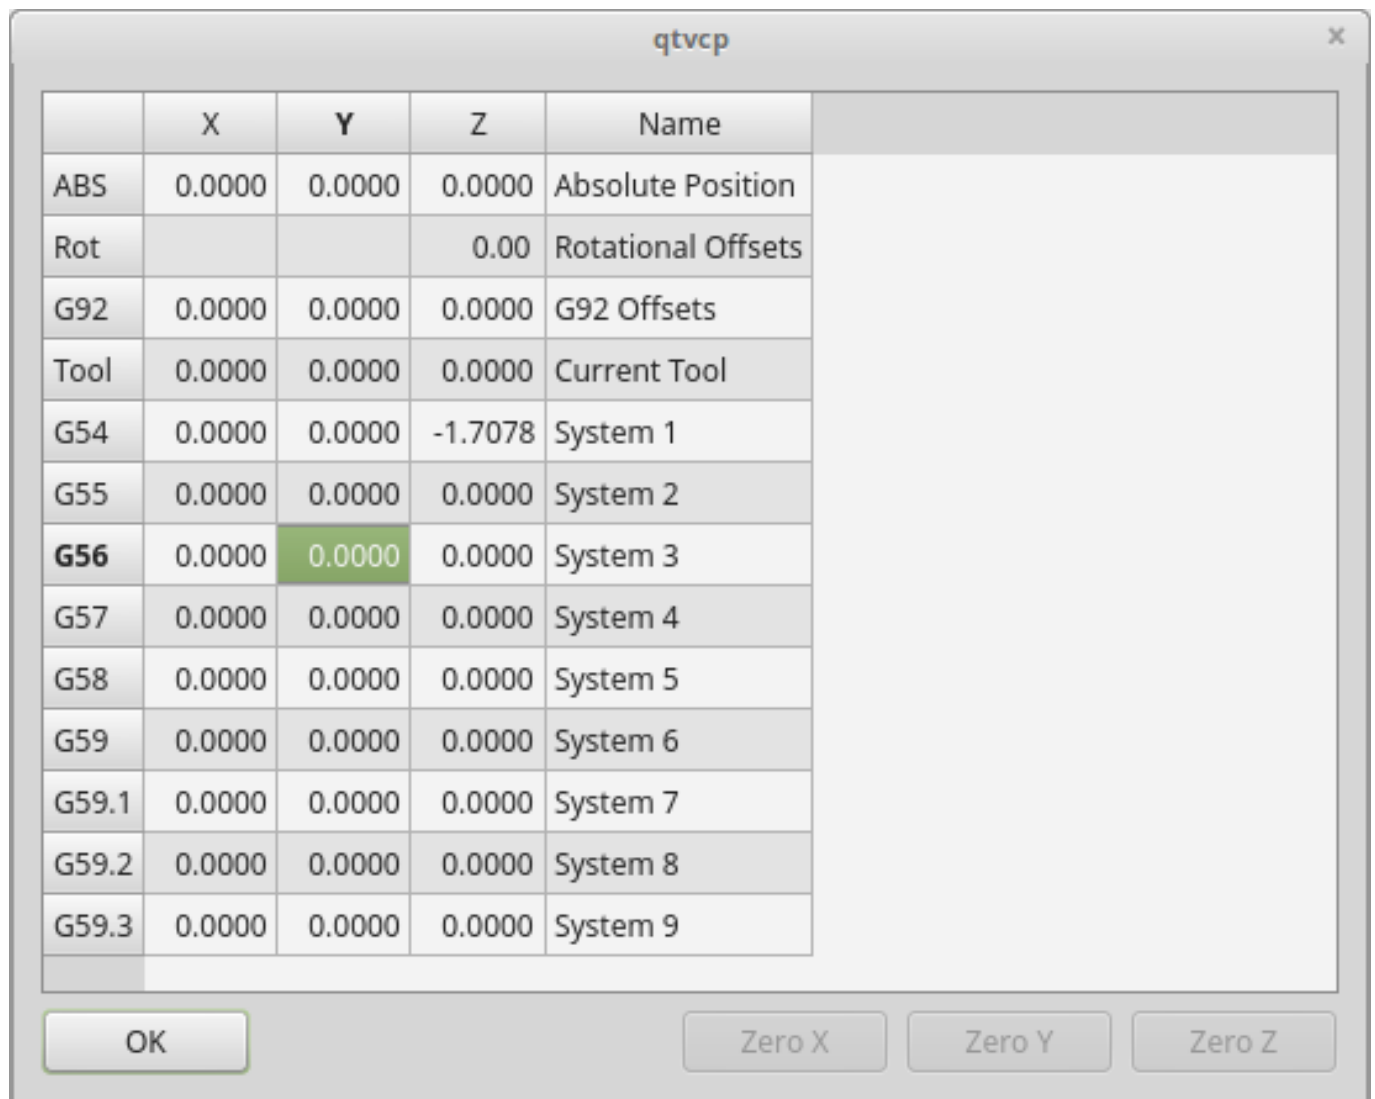 qtvcp ×
X Y Z Name
ABS 0.0000 0.0000 0.0000 Absolute Position
Rot 0.00 Rotational Offsets
G92 0.0000 0.0000 0.0000 G92 Offsets
Tool 0.0000 0.0000 0.0000 Current Tool
G54 0.0000 0.0000 -1.7078 System 1
G55 0.0000 0.0000 0.0000 System 2
G56 0.0000 0.0000 0.0000 System 3
G57 0.0000 0.0000 0.0000 System 4
G58 0.0000 0.0000 0.0000 System 5
G59 0.0000 0.0000 0.0000 System 6
G59.1 0.0000 0.0000 0.0000 System 7
G59.2 0.0000 0.0000 0.0000 System 8
G59.3 0.0000 0.0000 0.0000 System 9
OK Zero X Zero Y Zero Z